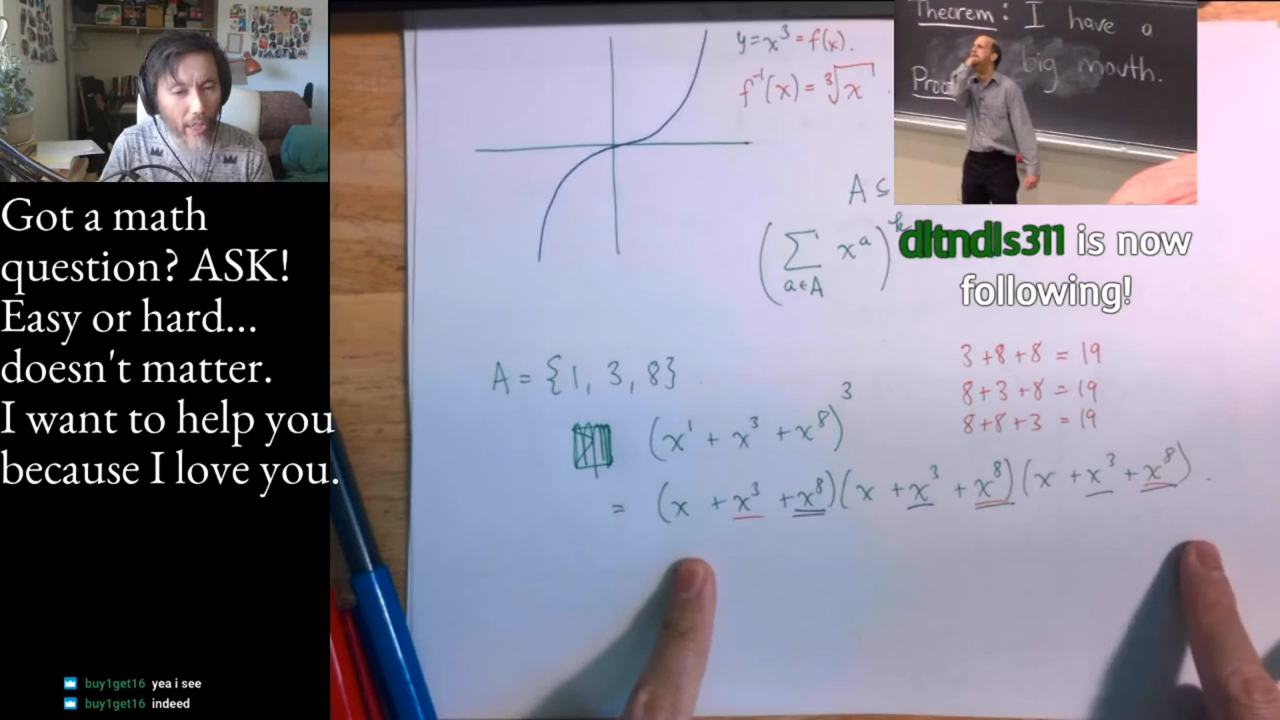 Got a math
question? ASK!
Easy or hard...
doesn't matter.
I want to help you
because I love you.
buy1get16 yea i see
buy1get16 indeed
y=x³=f(x).
f⁻¹(x) = ∛x .
Theorem: I have a
big mouth.
Proo
dltndls311 is now
following!
A ⊆
(∑ xᵃ)ᵏ
a∈A
3+8+8 = 19
8+3+8 = 19
8+8+3 = 19
A = {1, 3, 8}
(x¹ + x³ + x⁸)³
= (x + x³ + x⁸)(x + x³ + x⁸)(x + x³ + x⁸).